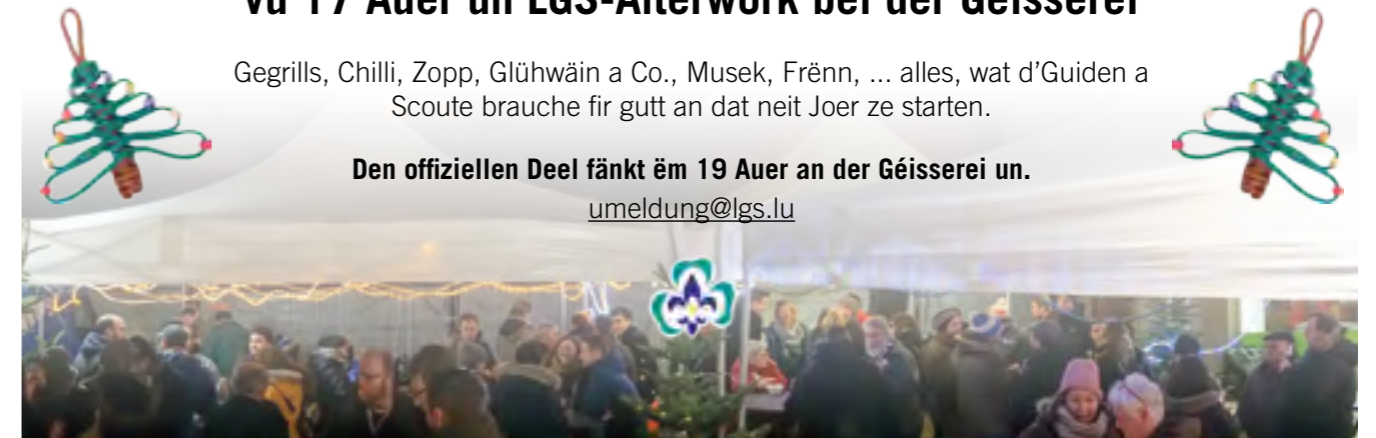 Vu 17 Auer un LGS-Afterwork bei der Géisserei
Gegrills, Chilli, Zopp, Glühwäin a Co., Musek, Frënn, ... alles, wat d'Guiden a
Scoute brauche fir gutt an dat neit Joer ze starten.
Den offiziellen Deel fänkt ëm 19 Auer an der Géisserei un.
umeldung@lgs.lu